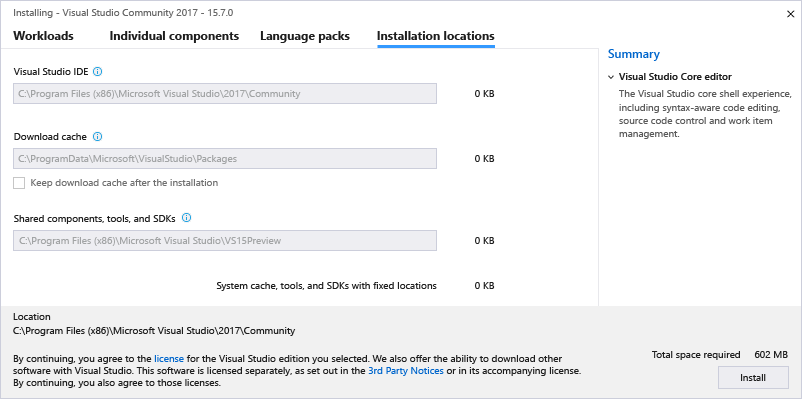 Installing - Visual Studio Community 2017 - 15.7.0
Workloads Individual components Language packs Installation locations
Visual Studio IDE
C:\Program Files (x86)\Microsoft Visual Studio\2017\Community 0 KB
Download cache
C:\ProgramData\Microsoft\VisualStudio\Packages 0 KB
Keep download cache after the installation
Shared components, tools, and SDKs
C:\Program Files (x86)\Microsoft Visual Studio\VS15Preview 0 KB
System cache, tools, and SDKs with fixed locations 0 KB
Summary
Visual Studio Core editor
The Visual Studio core shell experience,
including syntax-aware code editing,
source code control and work item
management.
Location
C:\Program Files (x86)\Microsoft Visual Studio\2017\Community
By continuing, you agree to the license for the Visual Studio edition you selected. We also offer the ability to download other
software with Visual Studio. This software is licensed separately, as set out in the 3rd Party Notices or in its accompanying license.
By continuing, you also agree to those licenses.
Total space required 602 MB
Install